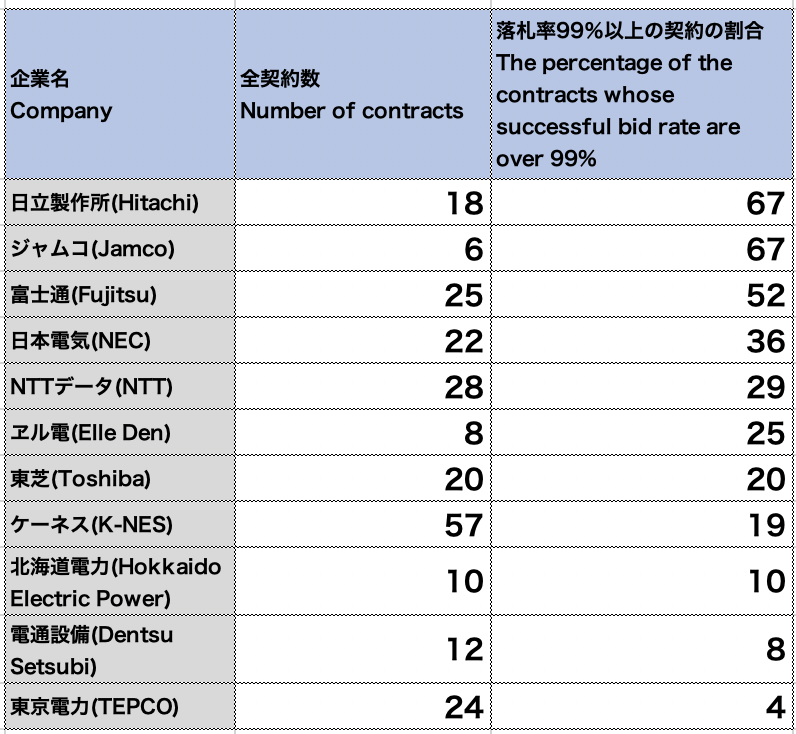 企業名
Company
全契約数
Number of contracts
落札率99%以上の契約の割合
The percentage of the
contracts whose
successful bid rate are
over 99%
日立製作所(Hitachi) 18 67
ジャムコ(Jamco) 6 67
富士通(Fujitsu) 25 52
日本電気(NEC) 22 36
NTTデータ(NTT) 28 29
ヱル電(Elle Den) 8 25
東芝(Toshiba) 20 20
ケーネス(K-NES) 57 19
北海道電力(Hokkaido
Electric Power) 10 10
電通設備(Dentsu
Setsubi) 12 8
東京電力(TEPCO) 24 4